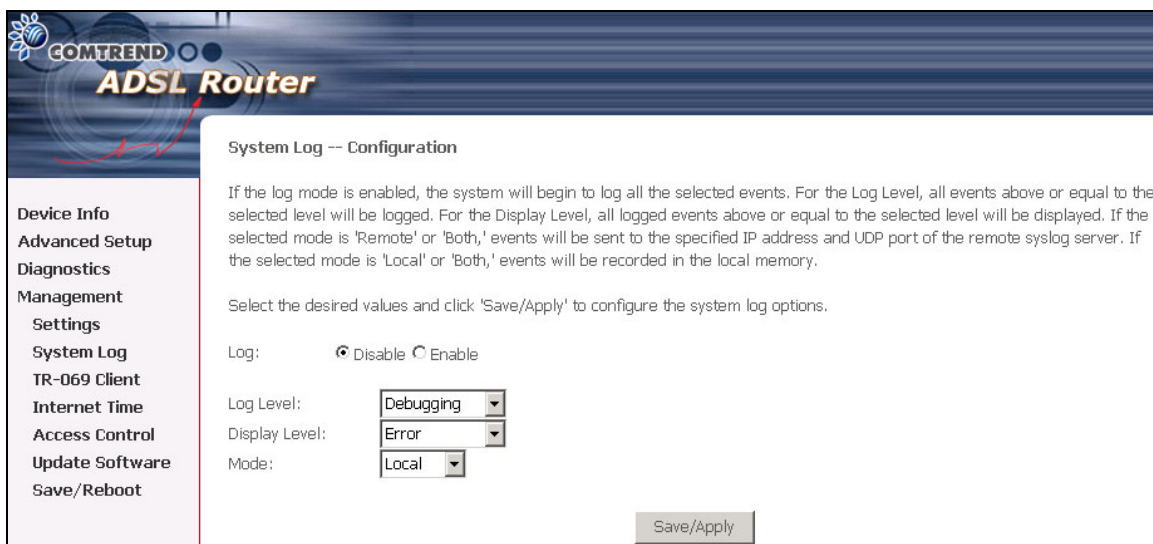 COMTREND
ADSL Router
System Log -- Configuration
If the log mode is enabled, the system will begin to log all the selected events. For the Log Level, all events above or equal to the
selected level will be logged. For the Display Level, all logged events above or equal to the selected level will be displayed. If the
selected mode is 'Remote' or 'Both,' events will be sent to the specified IP address and UDP port of the remote syslog server. If
the selected mode is 'Local' or 'Both,' events will be recorded in the local memory.
Select the desired values and click 'Save/Apply' to configure the system log options.
Log: Disable Enable
Log Level: Debugging
Display Level: Error
Mode: Local
Save/Apply
Device Info
Advanced Setup
Diagnostics
Management
Settings
System Log
TR-069 Client
Internet Time
Access Control
Update Software
Save/Reboot